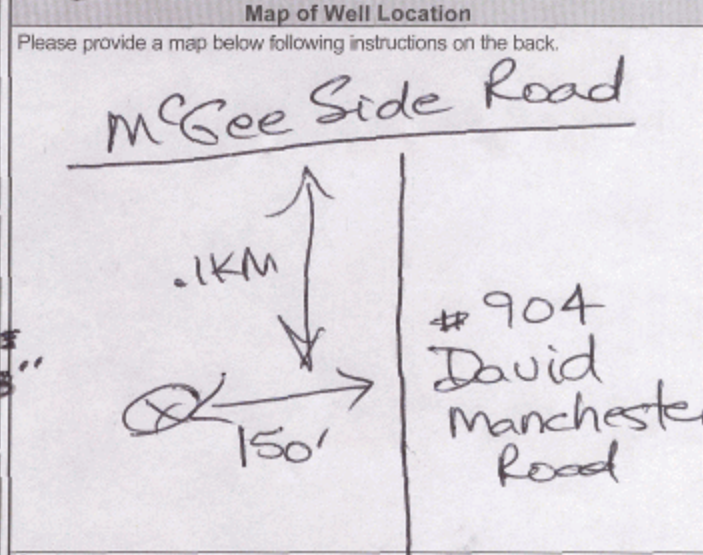 Map of Well Location
Please provide a map below following instructions on the back.
McGee Side Road
.1KM
# 904
David
Mancheste
Road
150'